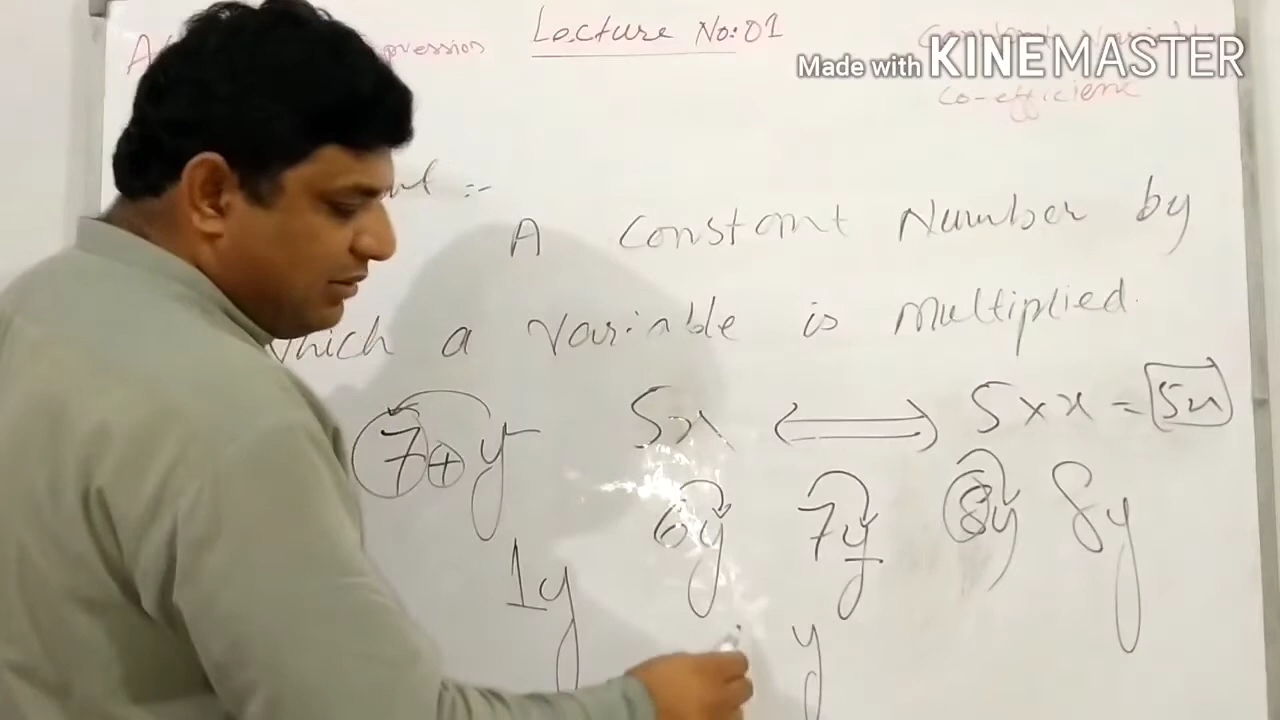 Lecture No:01
Made with KINEMASTER
Co-efficient
A Constant Number by
which a variable is multiplied.
7+y 5x ⟺ 5×x = 5x
6y 7y 8y 8y
1y y